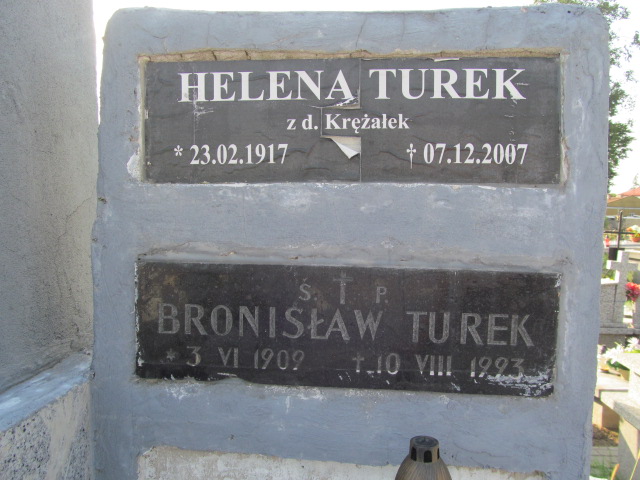 HELENA TUREK
z d. Krężałek
* 23.02.1917 † 07.12.2007
Ś. † P.
BRONISŁAW TUREK
* 3 VI 1909 † 10 VIII 1993